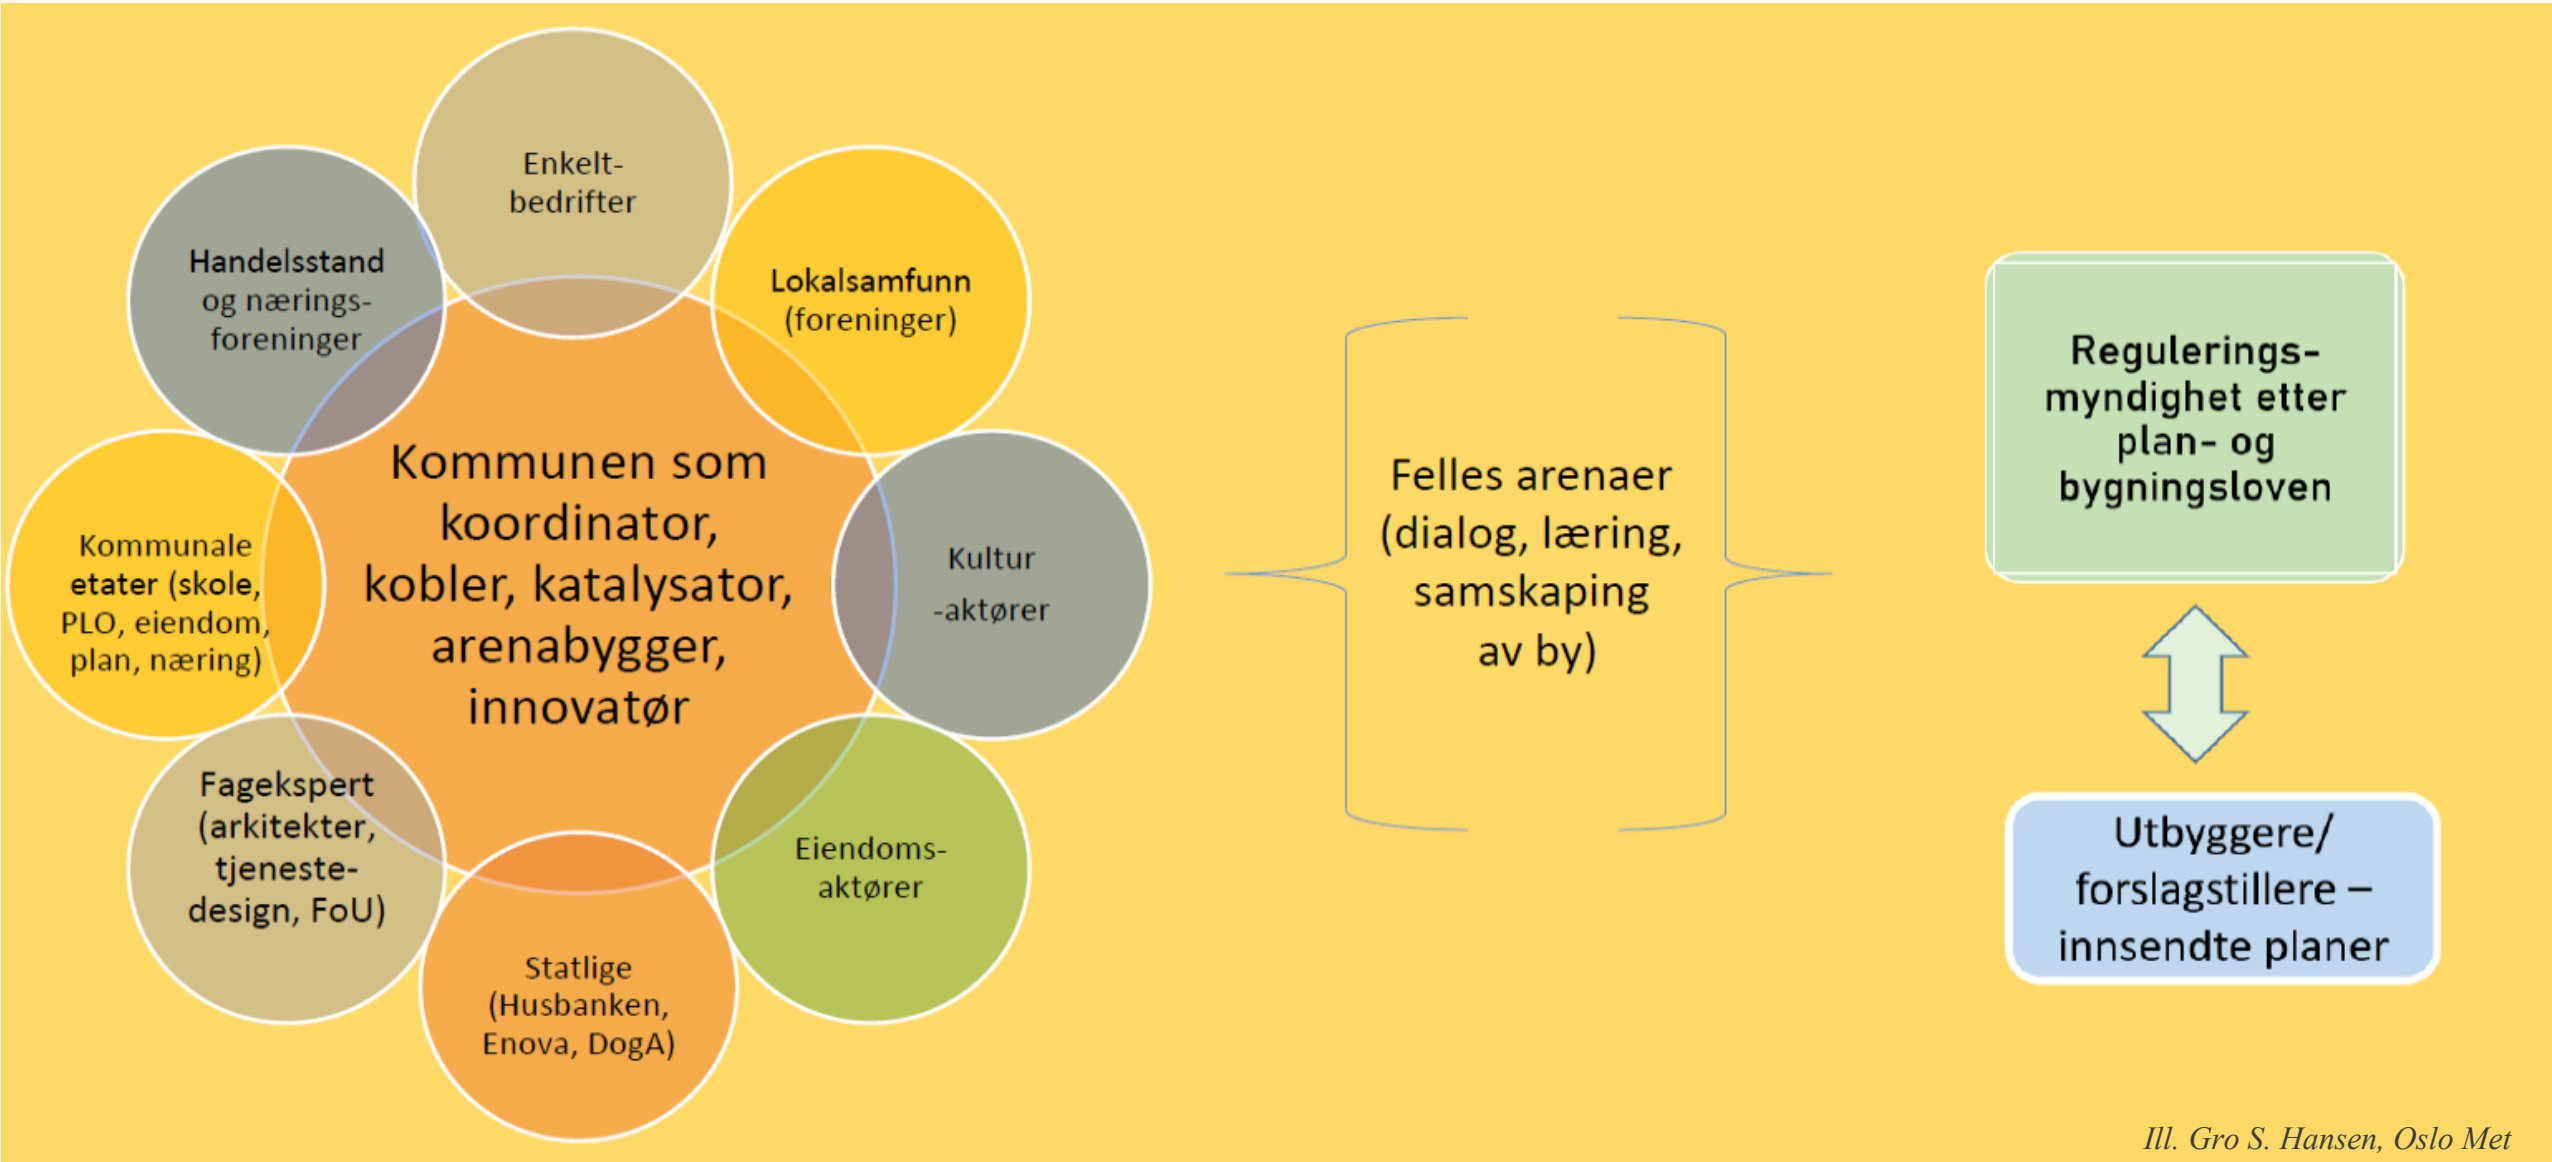 Enkelt-
bedrifter
Lokalsamfunn
(foreninger)
Kultur
-aktører
Eiendoms-
aktører
Statlige
(Husbanken,
Enova, DogA)
Fagekspert
(arkitekter,
tjeneste-
design, FoU)
Kommunale
etater (skole,
PLO, eiendom,
plan, næring)
Handelsstand
og nærings-
foreninger
Kommunen som
koordinator,
kobler, katalysator,
arenabygger,
innovatør
Felles arenaer
(dialog, læring,
samskaping
av by)
Regulerings-
myndighet etter
plan- og
bygningsloven
Utbyggere/
forslagstillere –
innsendte planer
Ill. Gro S. Hansen, Oslo Met